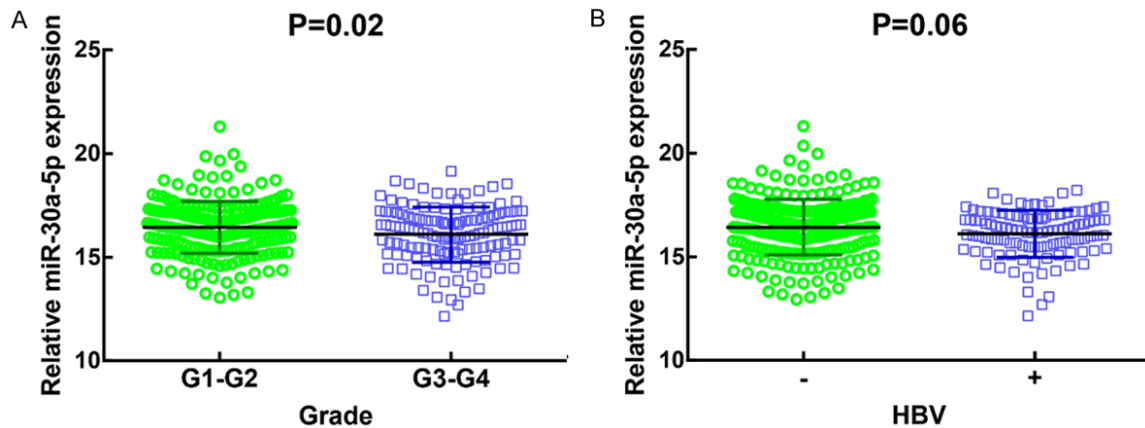 A
P=0.02
Relative miR-30a-5p expression
25
20
15
10
G1-G2 G3-G4
Grade
B
P=0.06
Relative miR-30a-5p expression
25
20
15
10
- +
HBV